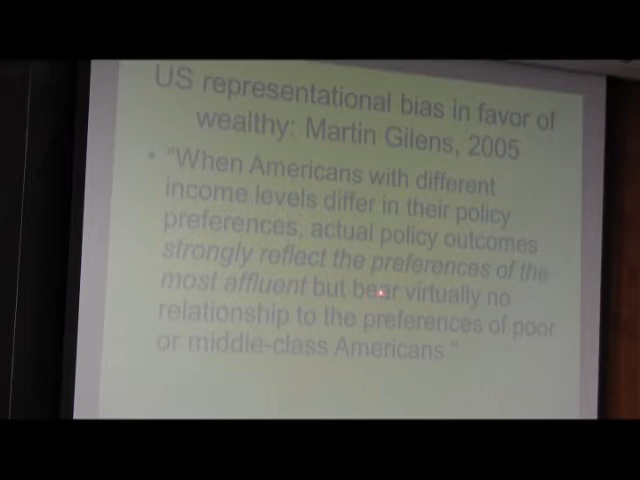 US representational bias in favor of
wealthy: Martin Gilens, 2005
• "When Americans with different
income levels differ in their policy
preferences, actual policy outcomes
strongly reflect the preferences of the
most affluent but bear virtually no
relationship to the preferences of poor
or middle-class Americans "